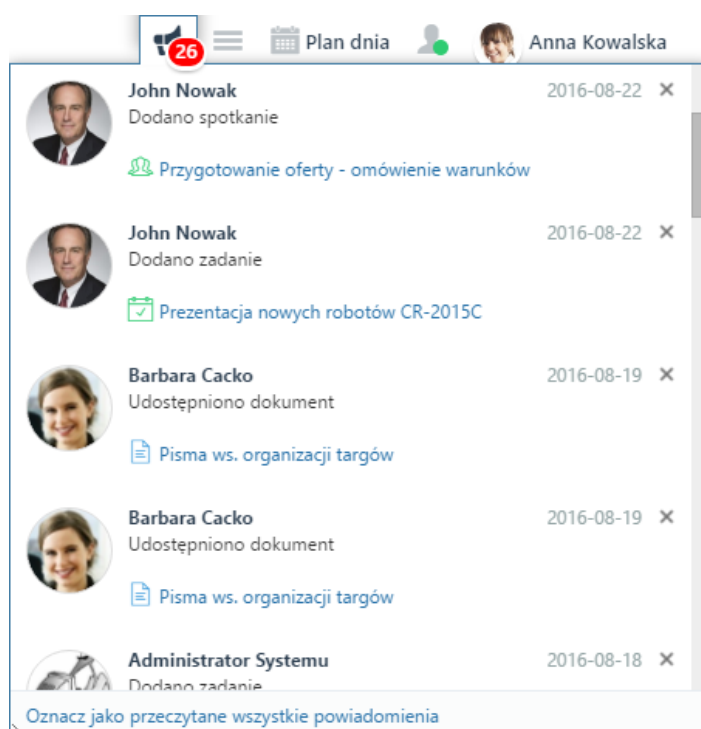 26
Plan dnia
Anna Kowalska
John Nowak 2016-08-22
Dodano spotkanie
Przygotowanie oferty - omówienie warunków
John Nowak 2016-08-22
Dodano zadanie
Prezentacja nowych robotów CR-2015C
Barbara Cacko 2016-08-19
Udostępniono dokument
Pisma ws. organizacji targów
Barbara Cacko 2016-08-19
Udostępniono dokument
Pisma ws. organizacji targów
Administrator Systemu 2016-08-18
Dodano zadanie
Oznacz jako przeczytane wszystkie powiadomienia